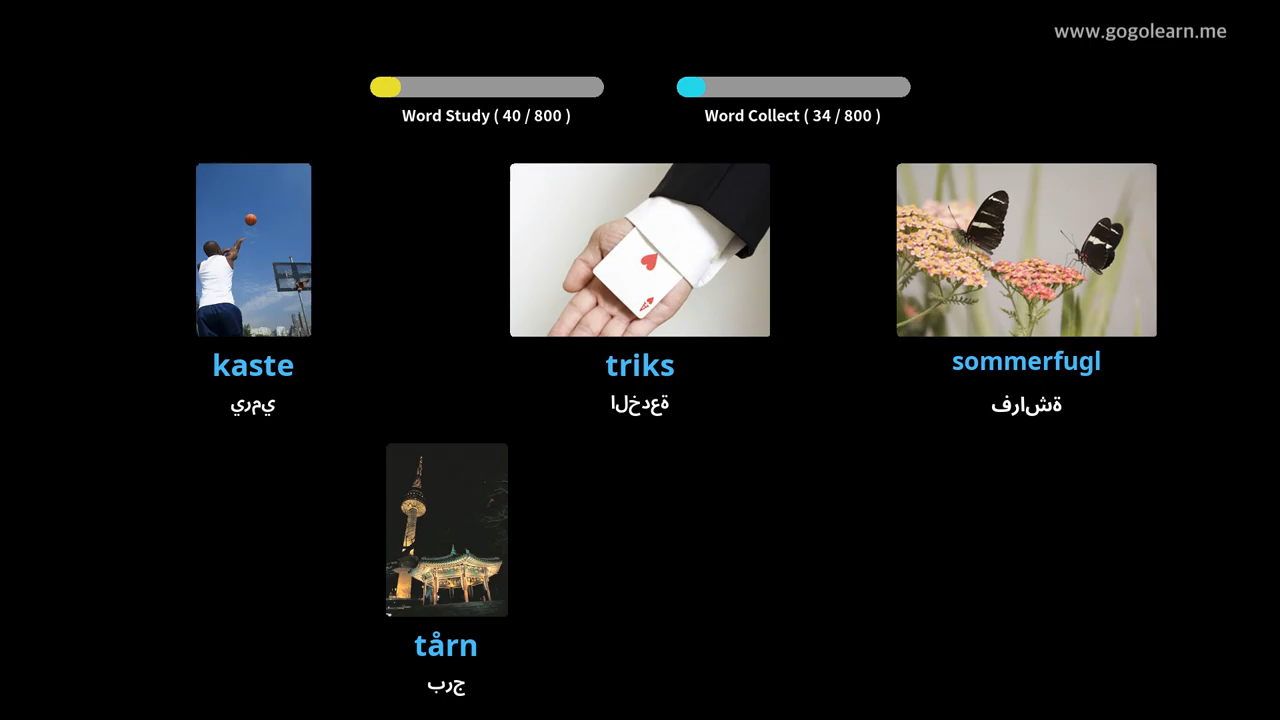 www.gogolearn.me
Word Study ( 40 / 800 )
Word Collect ( 34 / 800 )
kaste
يرمي
triks
الخدعة
sommerfugl
فراشة
tårn
برج